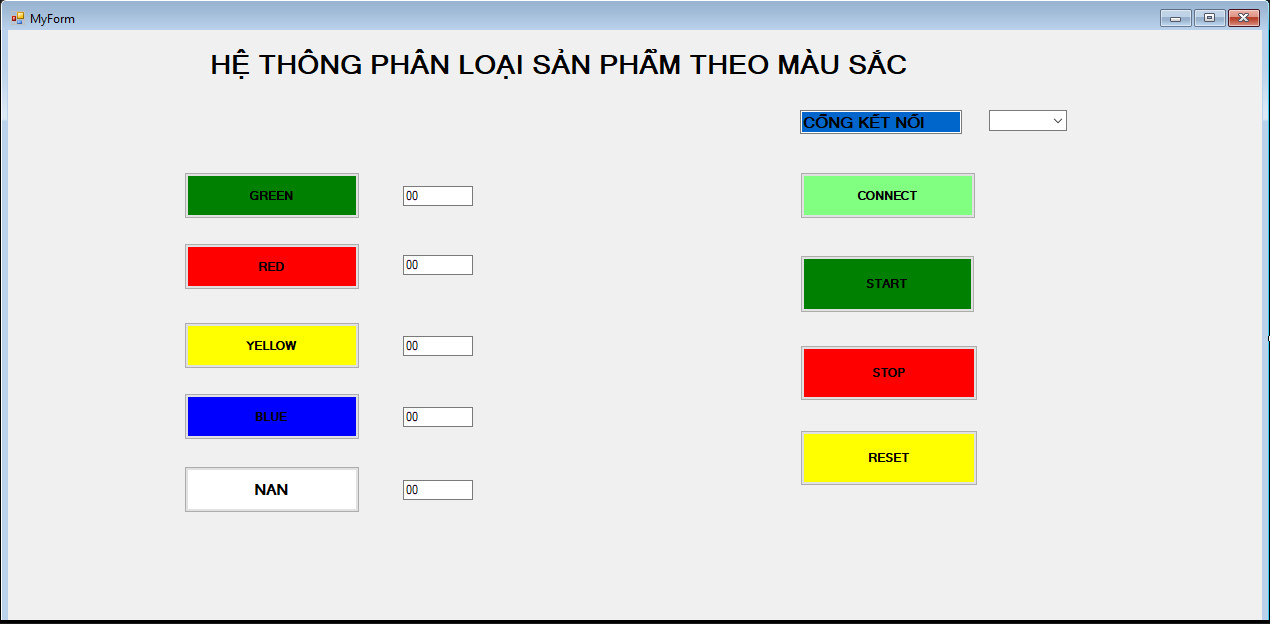 MyForm
HỆ THỐNG PHÂN LOẠI SẢN PHẨM THEO MÀU SẮC
CỔNG KẾT NỐI
GREEN 00 CONNECT
RED 00 START
YELLOW 00 STOP
BLUE 00 RESET
NAN 00